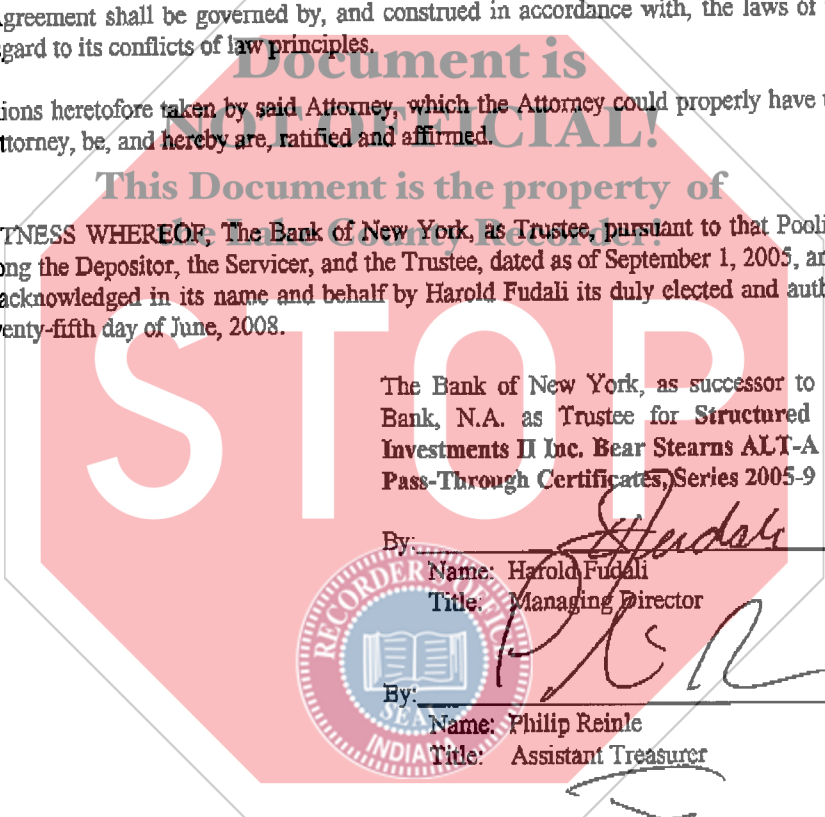 greement shall be governed by, and construed in accordance with, the laws of
gard to its conflicts of law principles.
Document is
ions heretofore taken by said Attorney, which the Attorney could properly have
NOT OFFICIAL!
ttorney, be, and hereby are, ratified and affirmed.
This Document is the property of
the Lake County Recorder!
TNESS WHEREOF, The Bank of New York, as Trustee, pursuant to that Pooli
ong the Depositor, the Servicer, and the Trustee, dated as of September 1, 2005, an
acknowledged in its name and behalf by Harold Fudali its duly elected and auth
enty-fifth day of June, 2008.
STOP
The Bank of New York, as successor to
Bank, N.A. as Trustee for Structured
Investments II Inc. Bear Stearns ALT-A
Pass-Through Certificates, Series 2005-9
By:
Name: Harold Fudali
Title: Managing Director
By:
Name: Philip Reinle
Title: Assistant Treasurer
RECORDER'S OFFICE
SEAL
INDIANA